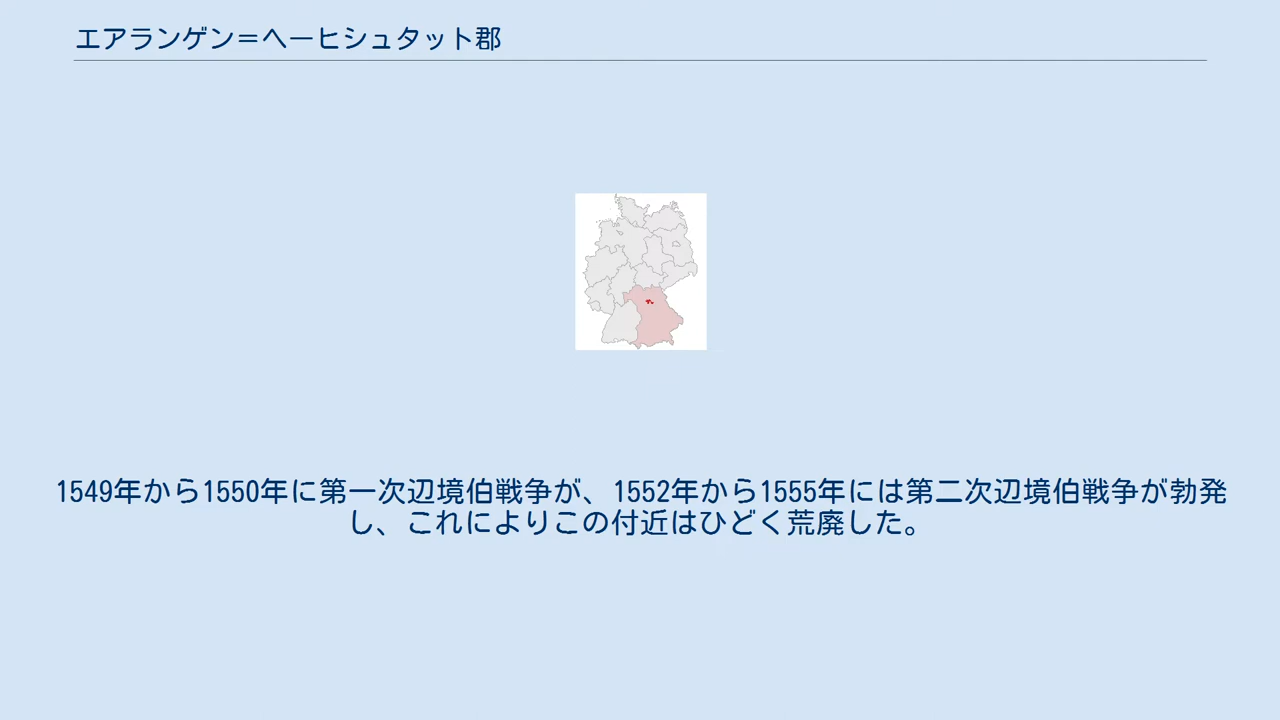 エアランゲン＝ヘーヒシュタット郡
1549年から1550年に第一次辺境伯戦争が、1552年から1555年には第二次辺境伯戦争が勃発
し、これによりこの付近はひどく荒廃した。